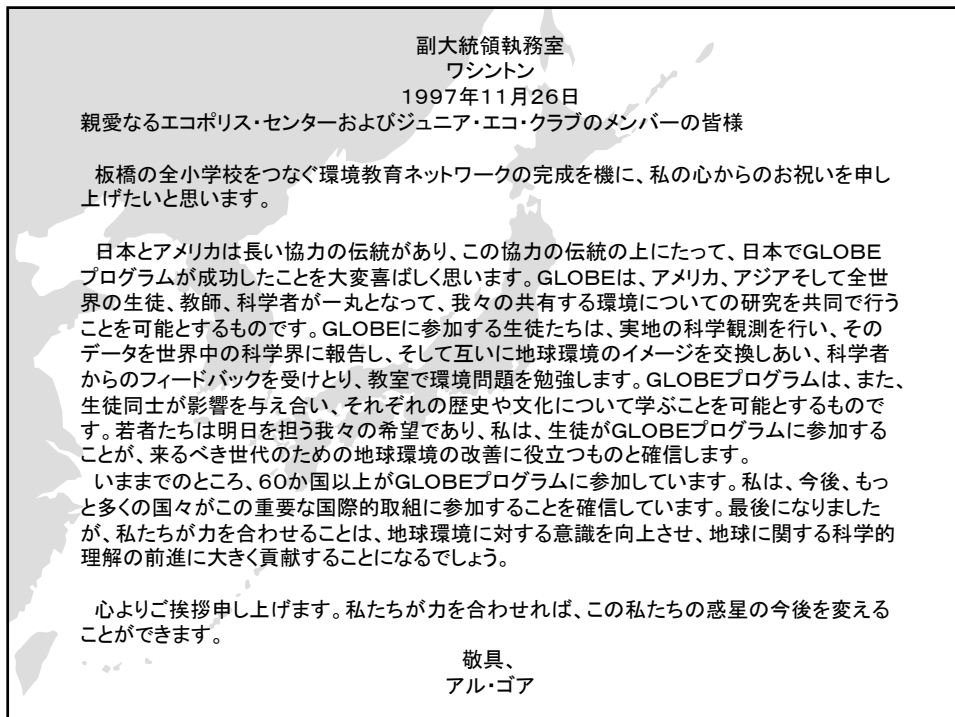 副大統領執務室
ワシントン
１９９７年１１月２６日
親愛なるエコポリス・センターおよびジュニア・エコ・クラブのメンバーの皆様
板橋の全小学校をつなぐ環境教育ネットワークの完成を機に、私の心からのお祝いを申し
上げたいと思います。
日本とアメリカは長い協力の伝統があり、この協力の伝統の上にたって、日本でGLOBE
プログラムが成功したことを大変喜ばしく思います。GLOBEは、アメリカ、アジアそして全世
界の生徒、教師、科学者が一丸となって、我々の共有する環境についての研究を共同で行う
ことを可能とするものです。GLOBEに参加する生徒たちは、実地の科学観測を行い、その
データを世界中の科学界に報告し、そして互いに地球環境のイメージを交換しあい、科学者
からのフィードバックを受けとり、教室で環境問題を勉強します。GLOBEプログラムは、また、
生徒同士が影響を与え合い、それぞれの歴史や文化について学ぶことを可能とするもので
す。若者たちは明日を担う我々の希望であり、私は、生徒がGLOBEプログラムに参加する
ことが、来るべき世代のための地球環境の改善に役立つものと確信します。
いままでのところ、６０か国以上がGLOBEプログラムに参加しています。私は、今後、もっ
と多くの国々がこの重要な国際的取組に参加することを確信しています。最後になりました
が、私たちが力を合わせることは、地球環境に対する意識を向上させ、地球に関する科学的
理解の前進に大きく貢献することになるでしょう。
心よりご挨拶申し上げます。私たちが力を合わせれば、この私たちの惑星の今後を変える
ことができます。
敬具、
アル・ゴア